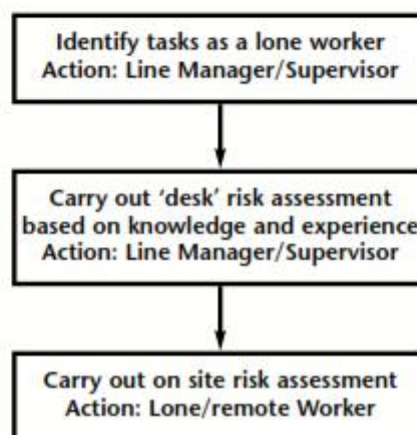 Identify tasks as a lone worker
Action: Line Manager/Supervisor
Carry out ‘desk’ risk assessment
based on knowledge and experience
Action: Line Manager/Supervisor
Carry out on site risk assessment
Action: Lone/remote Worker